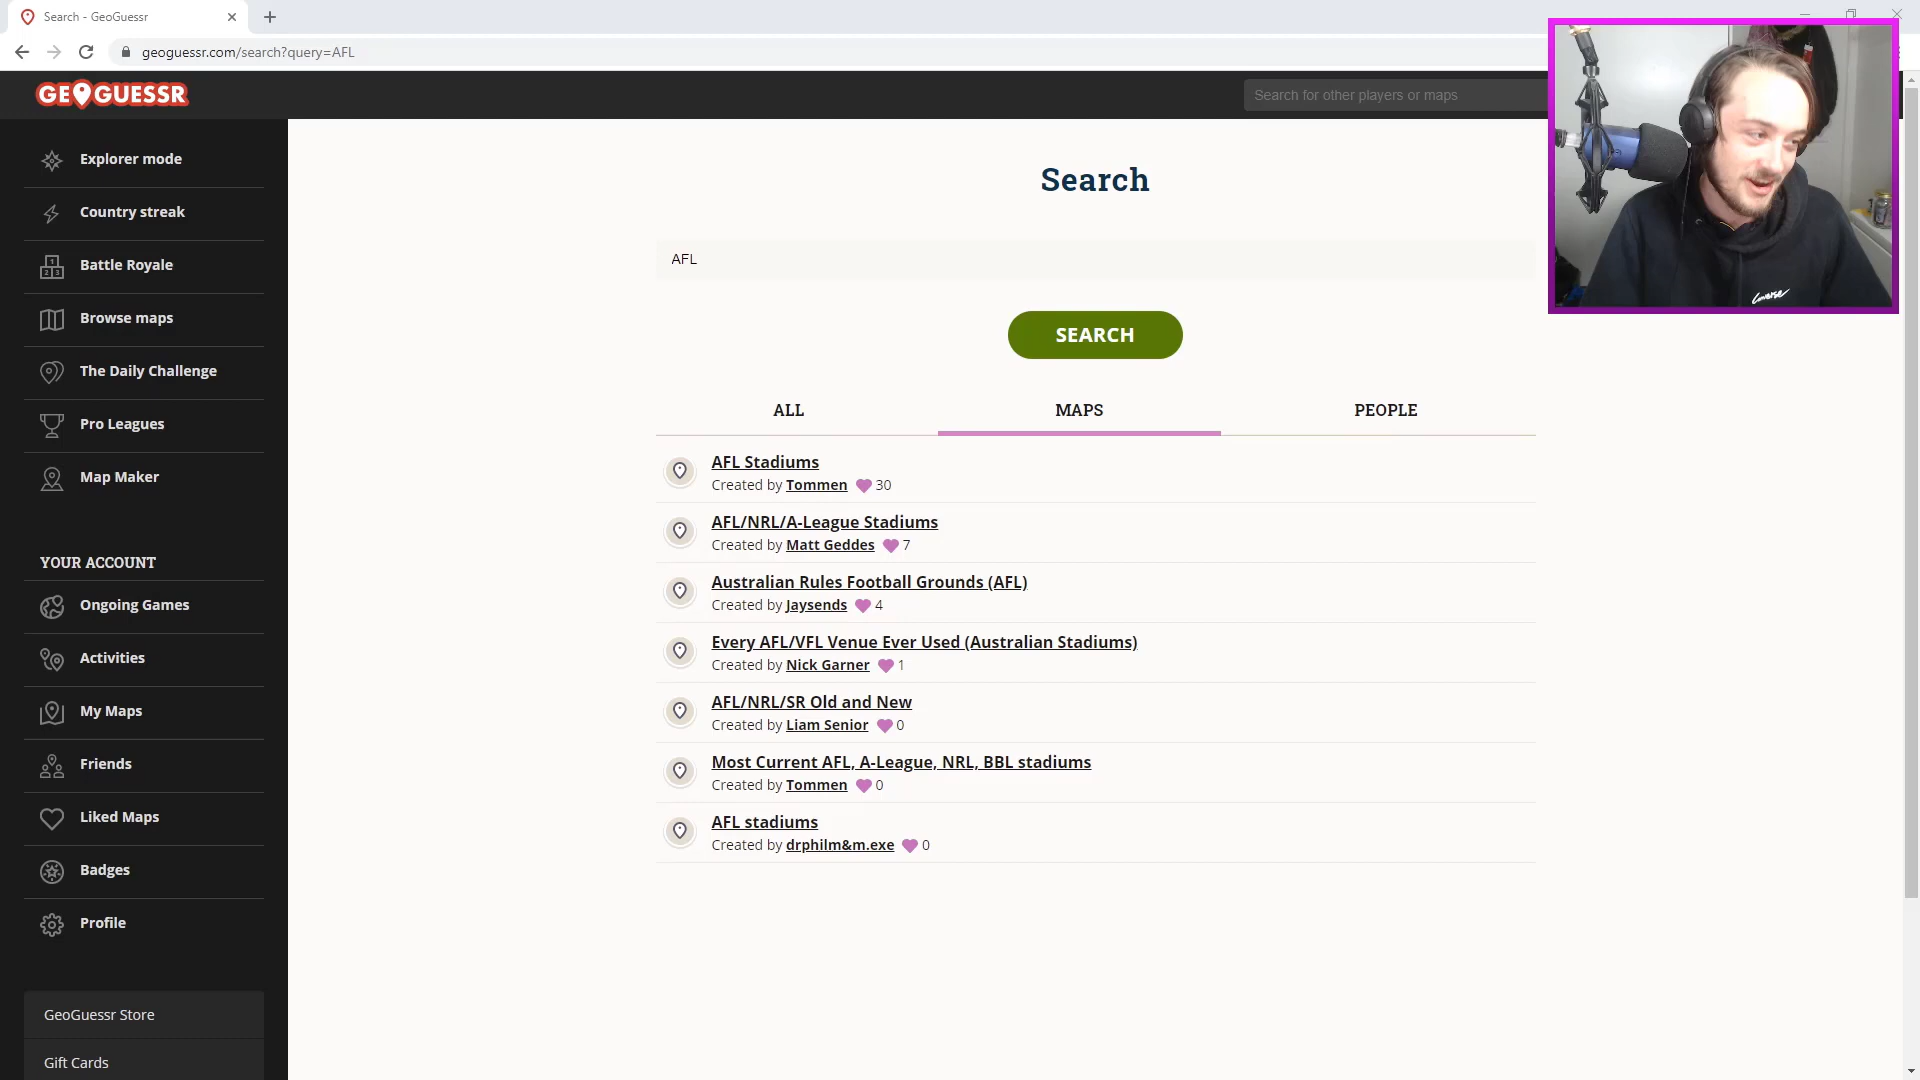 Search - GeoGuessr
geoguessr.com/search?query=AFL
GEOGUESSR
Search for other players or maps
Explorer mode
Country streak
Battle Royale
Browse maps
The Daily Challenge
Pro Leagues
Map Maker
YOUR ACCOUNT
Ongoing Games
Activities
My Maps
Friends
Liked Maps
Badges
Profile
GeoGuessr Store
Gift Cards
Search
AFL
SEARCH
ALL MAPS PEOPLE
AFL Stadiums
Created by Tommen 30
AFL/NRL/A-League Stadiums
Created by Matt Geddes 7
Australian Rules Football Grounds (AFL)
Created by Jaysends 4
Every AFL/VFL Venue Ever Used (Australian Stadiums)
Created by Nick Garner 1
AFL/NRL/SR Old and New
Created by Liam Senior 0
Most Current AFL, A-League, NRL, BBL stadiums
Created by Tommen 0
AFL stadiums
Created by drphilm&m.exe 0
Converse